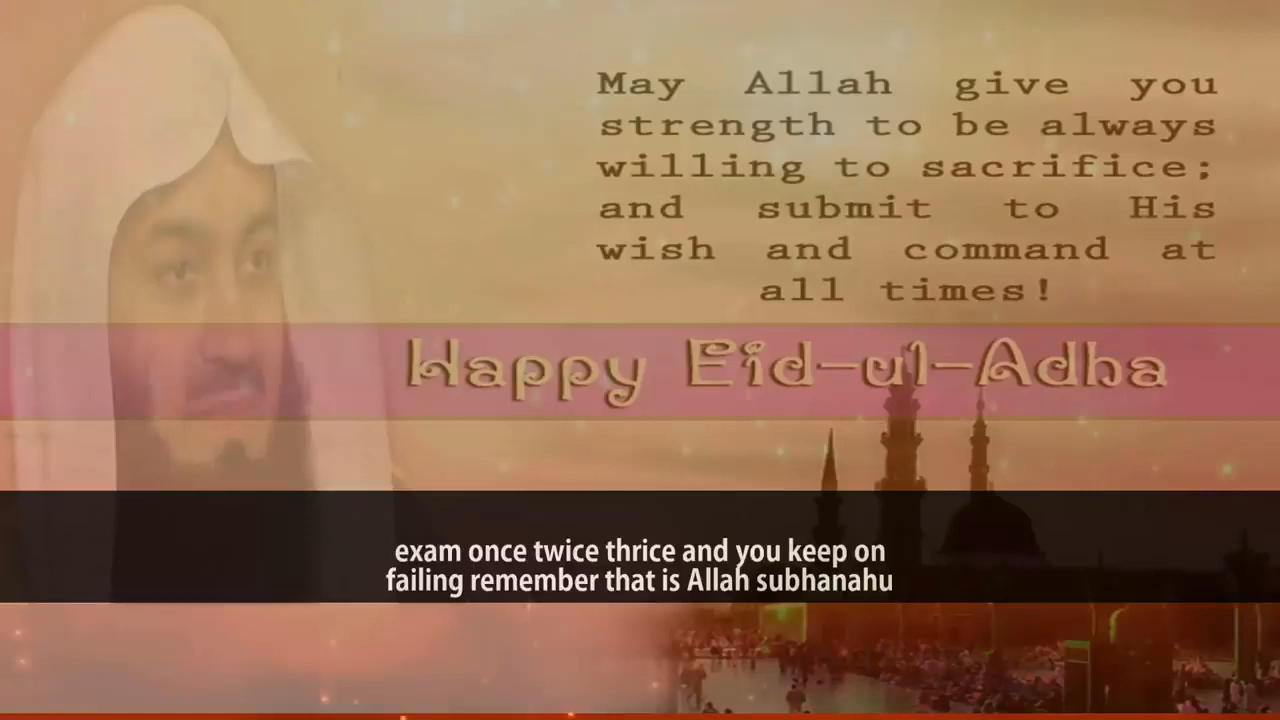 May Allah give you
strength to be always
willing to sacrifice;
and submit to His
wish and command at
all times!
Happy Eid-ul-Adha
exam once twice thrice and you keep on
failing remember that is Allah subhanahu